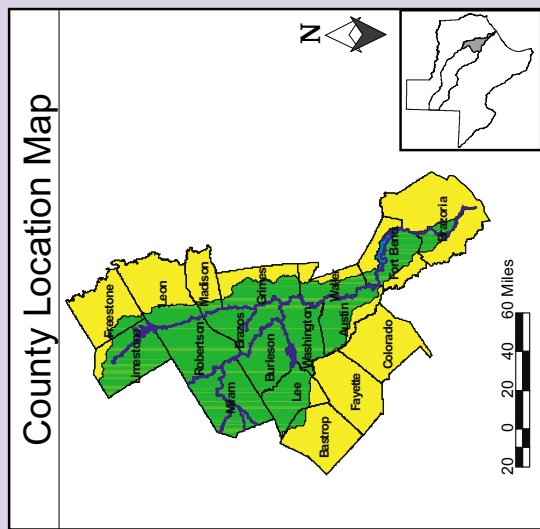 County Location Map
N
Freestone
Limestone
Leon
Madison
Robertson
Brazos
Grimes
Milam
Burleson
Lee
Washington
Waller
Austin
Bastrop
Fayette
Colorado
Fort Bend
Brazoria
20 0 20 40 60 Miles